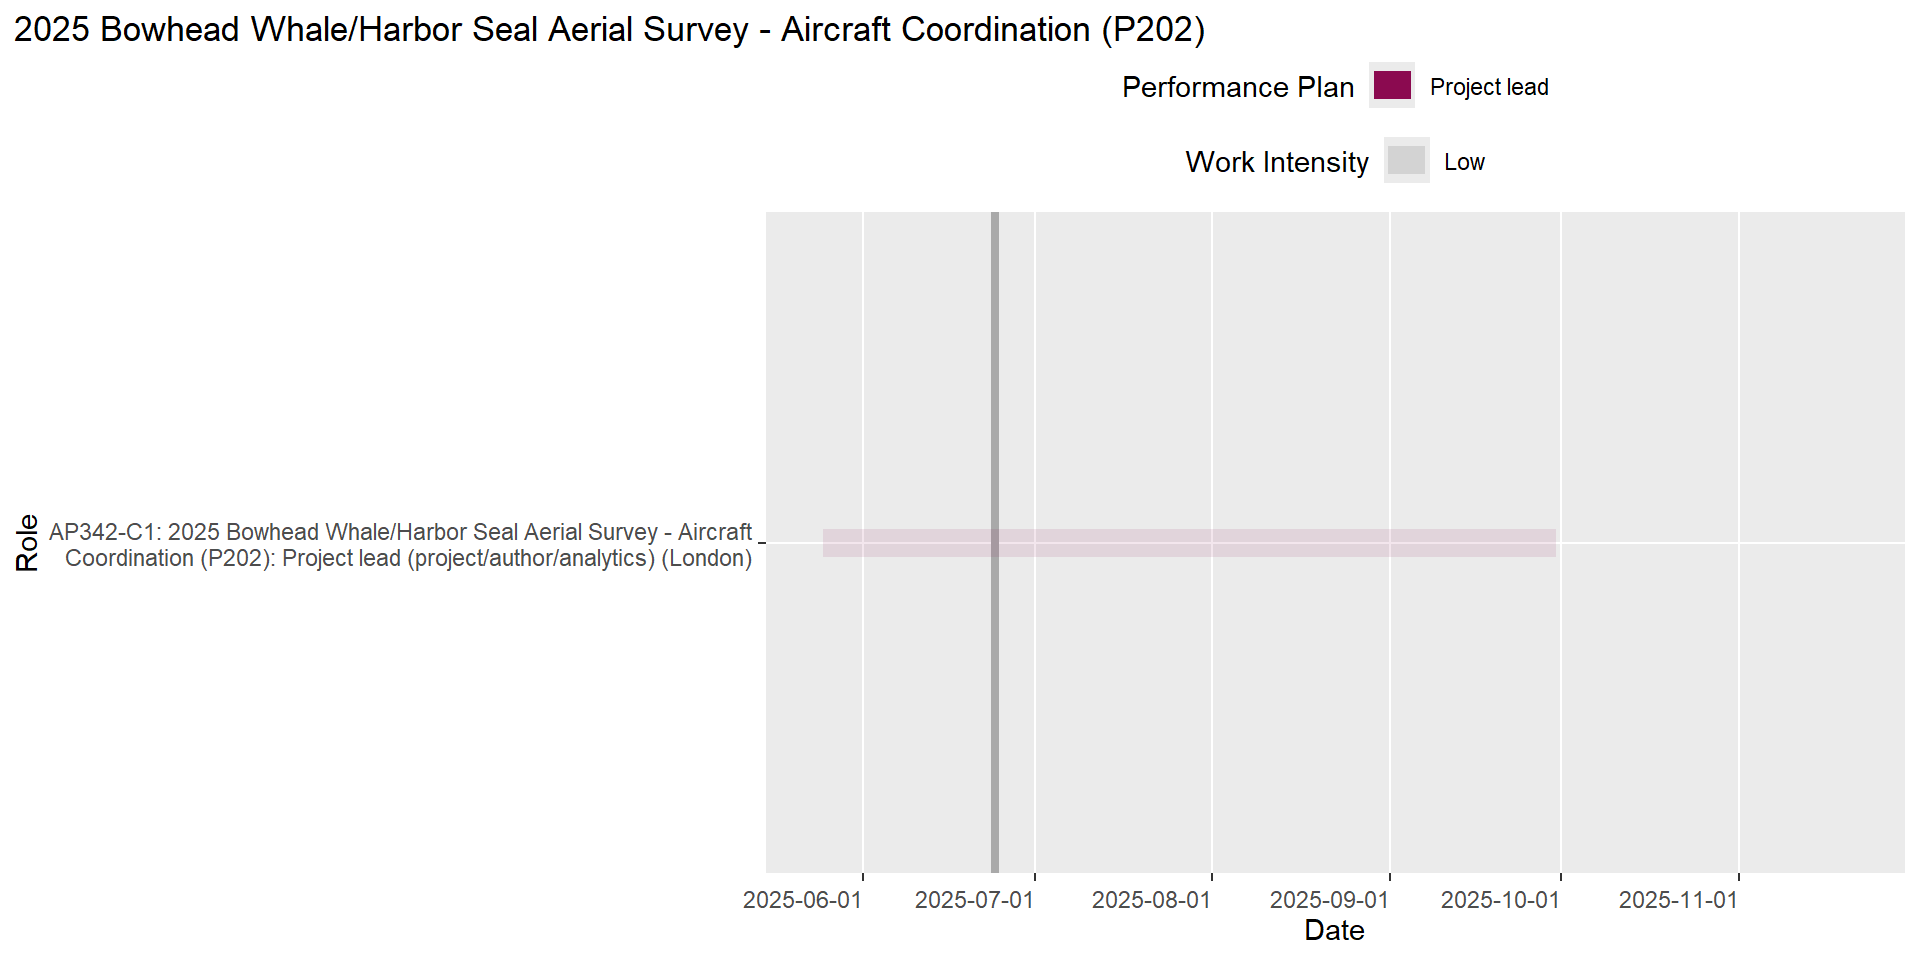 2025 Bowhead Whale/Harbor Seal Aerial Survey - Aircraft Coordination (P202)
Performance Plan
Project lead
Work Intensity
Low
Role
AP342-C1: 2025 Bowhead Whale/Harbor Seal Aerial Survey - Aircraft
Coordination (P202): Project lead (project/author/analytics) (London)
2025-06-01
2025-07-01
2025-08-01
2025-09-01
2025-10-01
2025-11-01
Date